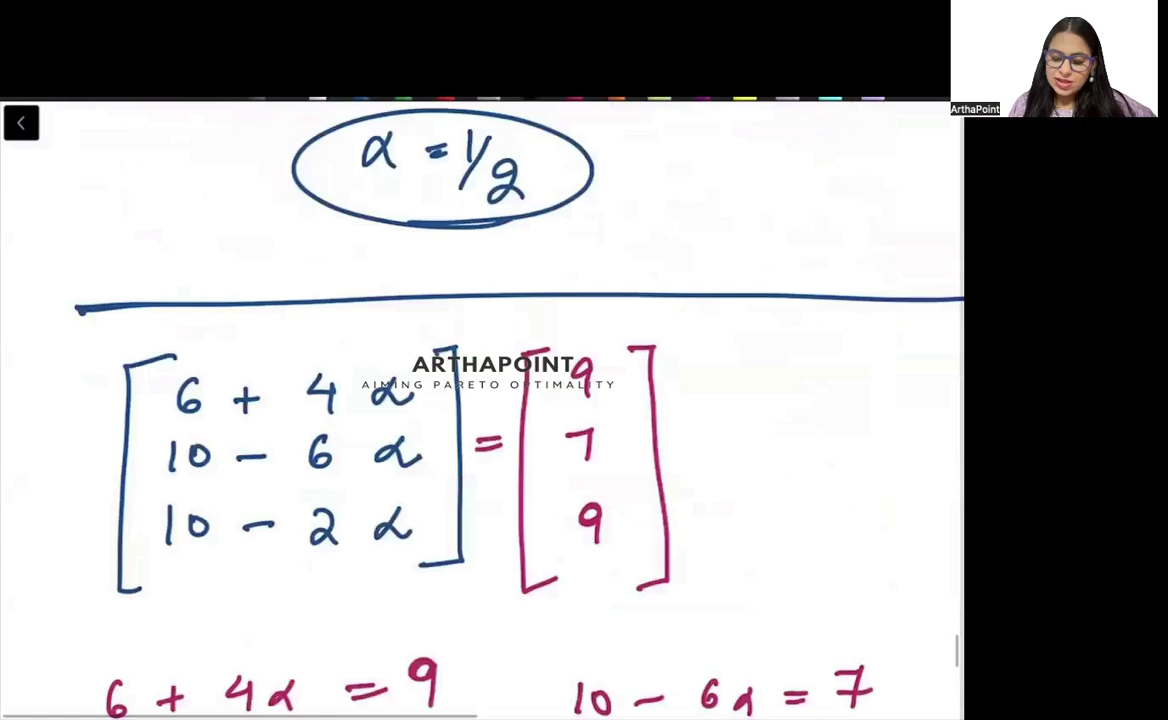 ArthaPoint
α = 1/2
ARTHAPOINT
AIMING PARETO OPTIMALITY
6 + 4 α
10 - 6 α
10 - 2 α
=
9
7
9
6 + 4α = 9
10 - 6α = 7